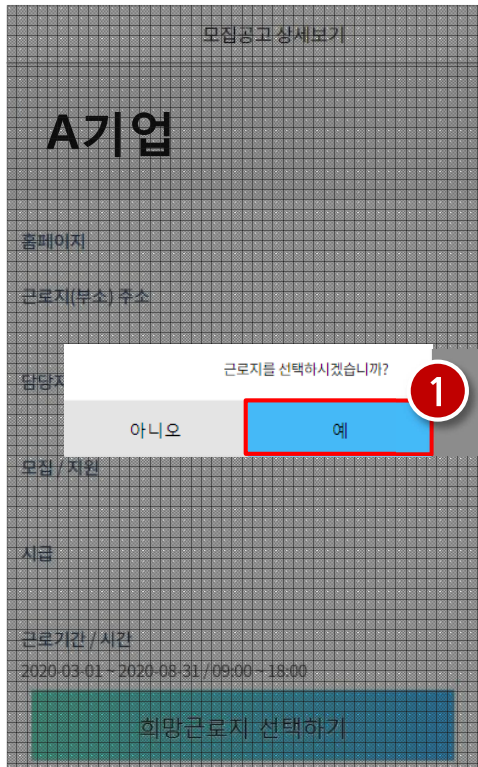 모집공고 상세보기
A기업
홈페이지
근로지(부소) 주소
근로지를 선택하시겠습니까?
1
담당자
아니오
예
모집 / 지원
시급
근로기간 / 시간
2020-03-01 ~ 2020-08-31 / 09:00 ~ 18:00
희망근로지 선택하기